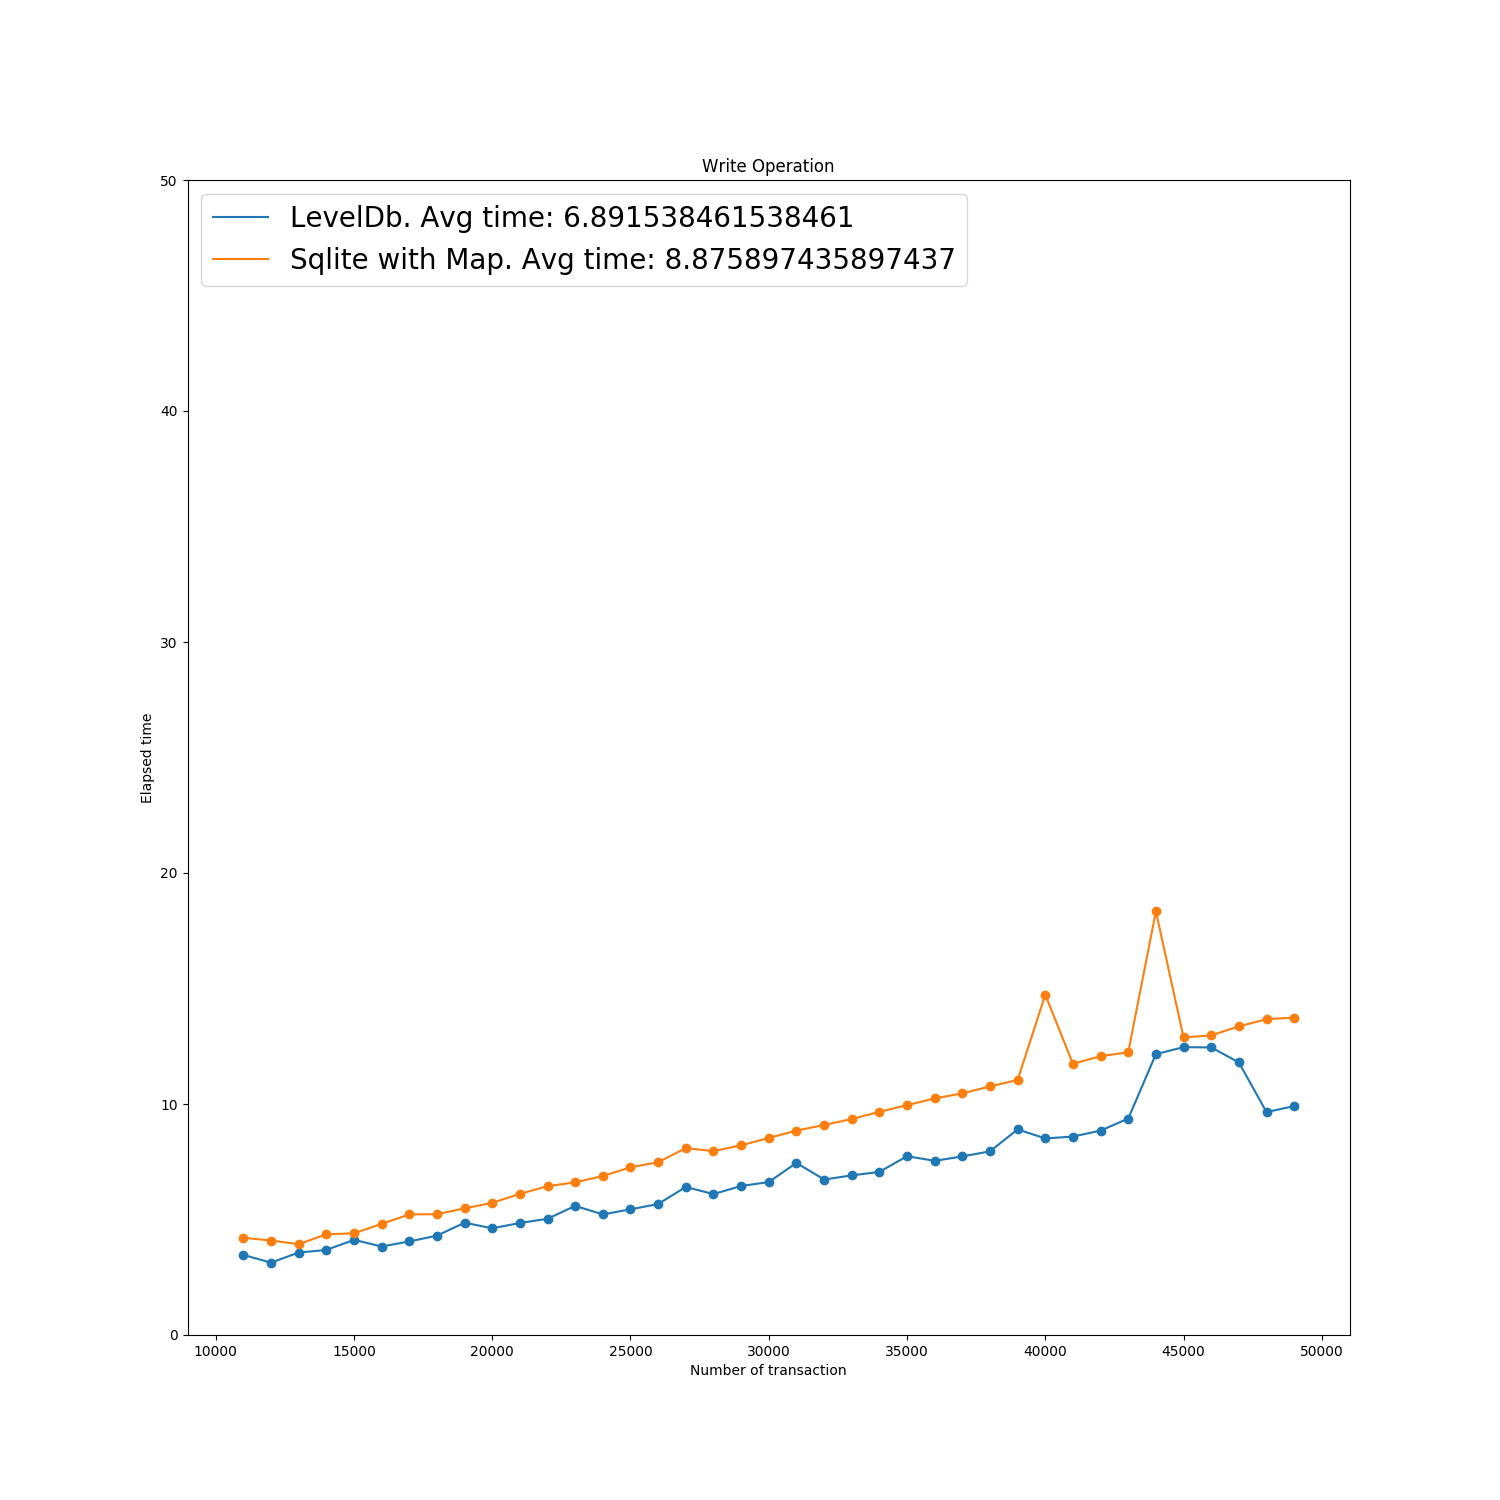 Write Operation
LevelDb. Avg time: 6.891538461538461
Sqlite with Map. Avg time: 8.875897435897437
50
40
30
20
10
0
Elapsed time
10000 15000 20000 25000 30000 35000 40000 45000 50000
Number of transaction